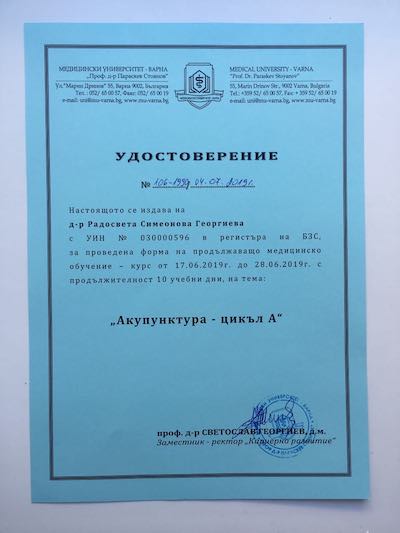 МЕДИЦИНСКИ УНИВЕРСИТЕТ - ВАРНА
„Проф. д-р Параскев Стоянов"
Ул."Марин Дринов" 55, Варна 9002, България
Тел.: 052/ 65 00 57, Факс: 052/ 65 00 19
e-mail: uni@mu-varna.bg, www.mu-varna.bg
MEDICAL UNIVERSITY - VARNA
"Prof. Dr. Paraskev Stoyanov"
55, Marin Drinov Str., 9002 Varna, Bulgaria
Tel.: +359 52/ 65 00 57, Fax: + 359 52/ 65 00 19
e-mail: uni@mu-varna.bg, www.mu-varna.bg
УДОСТОВЕРЕНИЕ
№ 04.07.2019г.
Настоящото се издава на
д-р Радосвета Симеонова Георгиева
с УИН № 030000596 в регистъра на БЗС,
за проведена форма на продължаващо медицинско
обучение – курс от 17.06.2019г. до 28.06.2019г. с
продължителност 10 учебни дни, на тема:
„Акупунктура - цикъл А"
проф. д-р СВЕТОСЛАВ ГЕОРГИЕВ, д.м.
Заместник - ректор „Кариерно развитие"